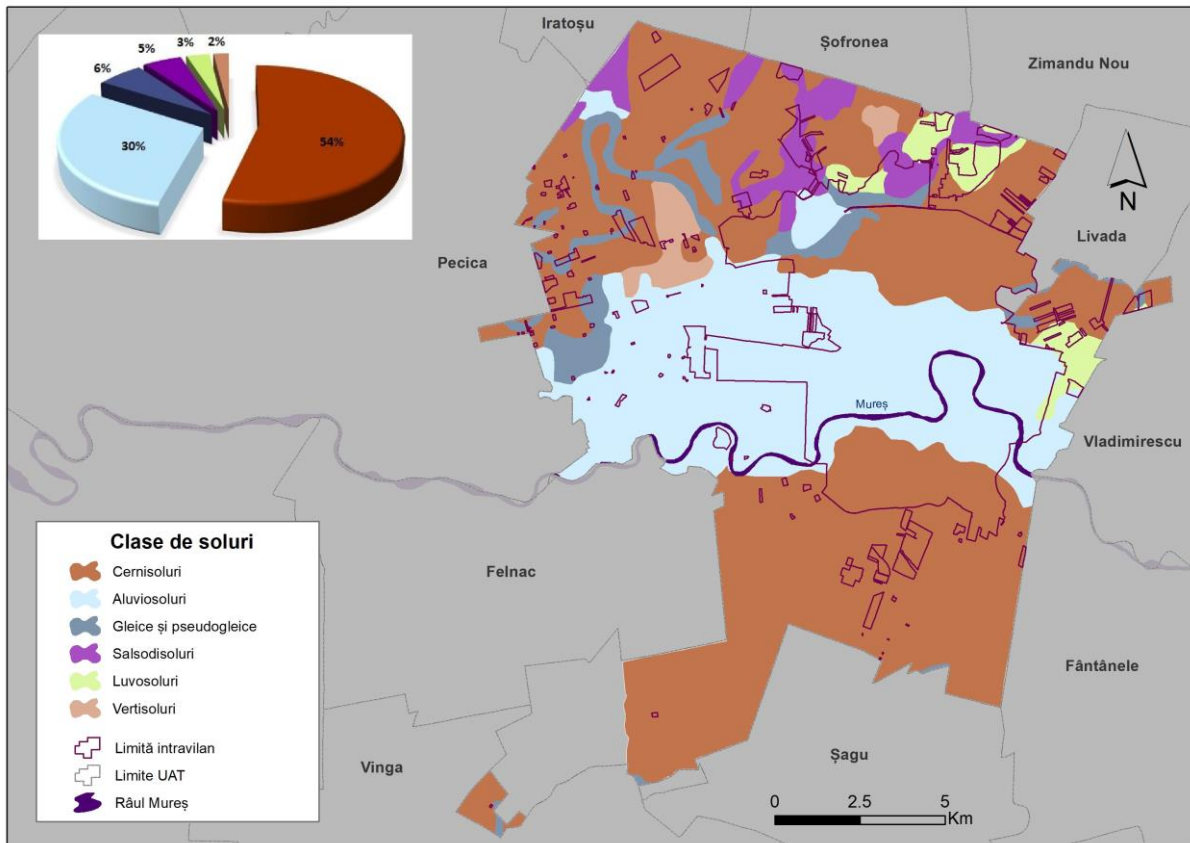 Iratoșu
Șofronea
Zimandu Nou
5%
3%
2%
6%
30%
54%
N
Livada
Pecica
Mureș
Vladimirescu
Clase de soluri
Cernisoluri
Aluviosoluri
Gleice și pseudogleice
Salsodisoluri
Luvosoluri
Vertisoluri
Limită intravilan
Limite UAT
Râul Mureș
Felnac
Fântânele
Vinga
Șagu
0 2.5 5
Km